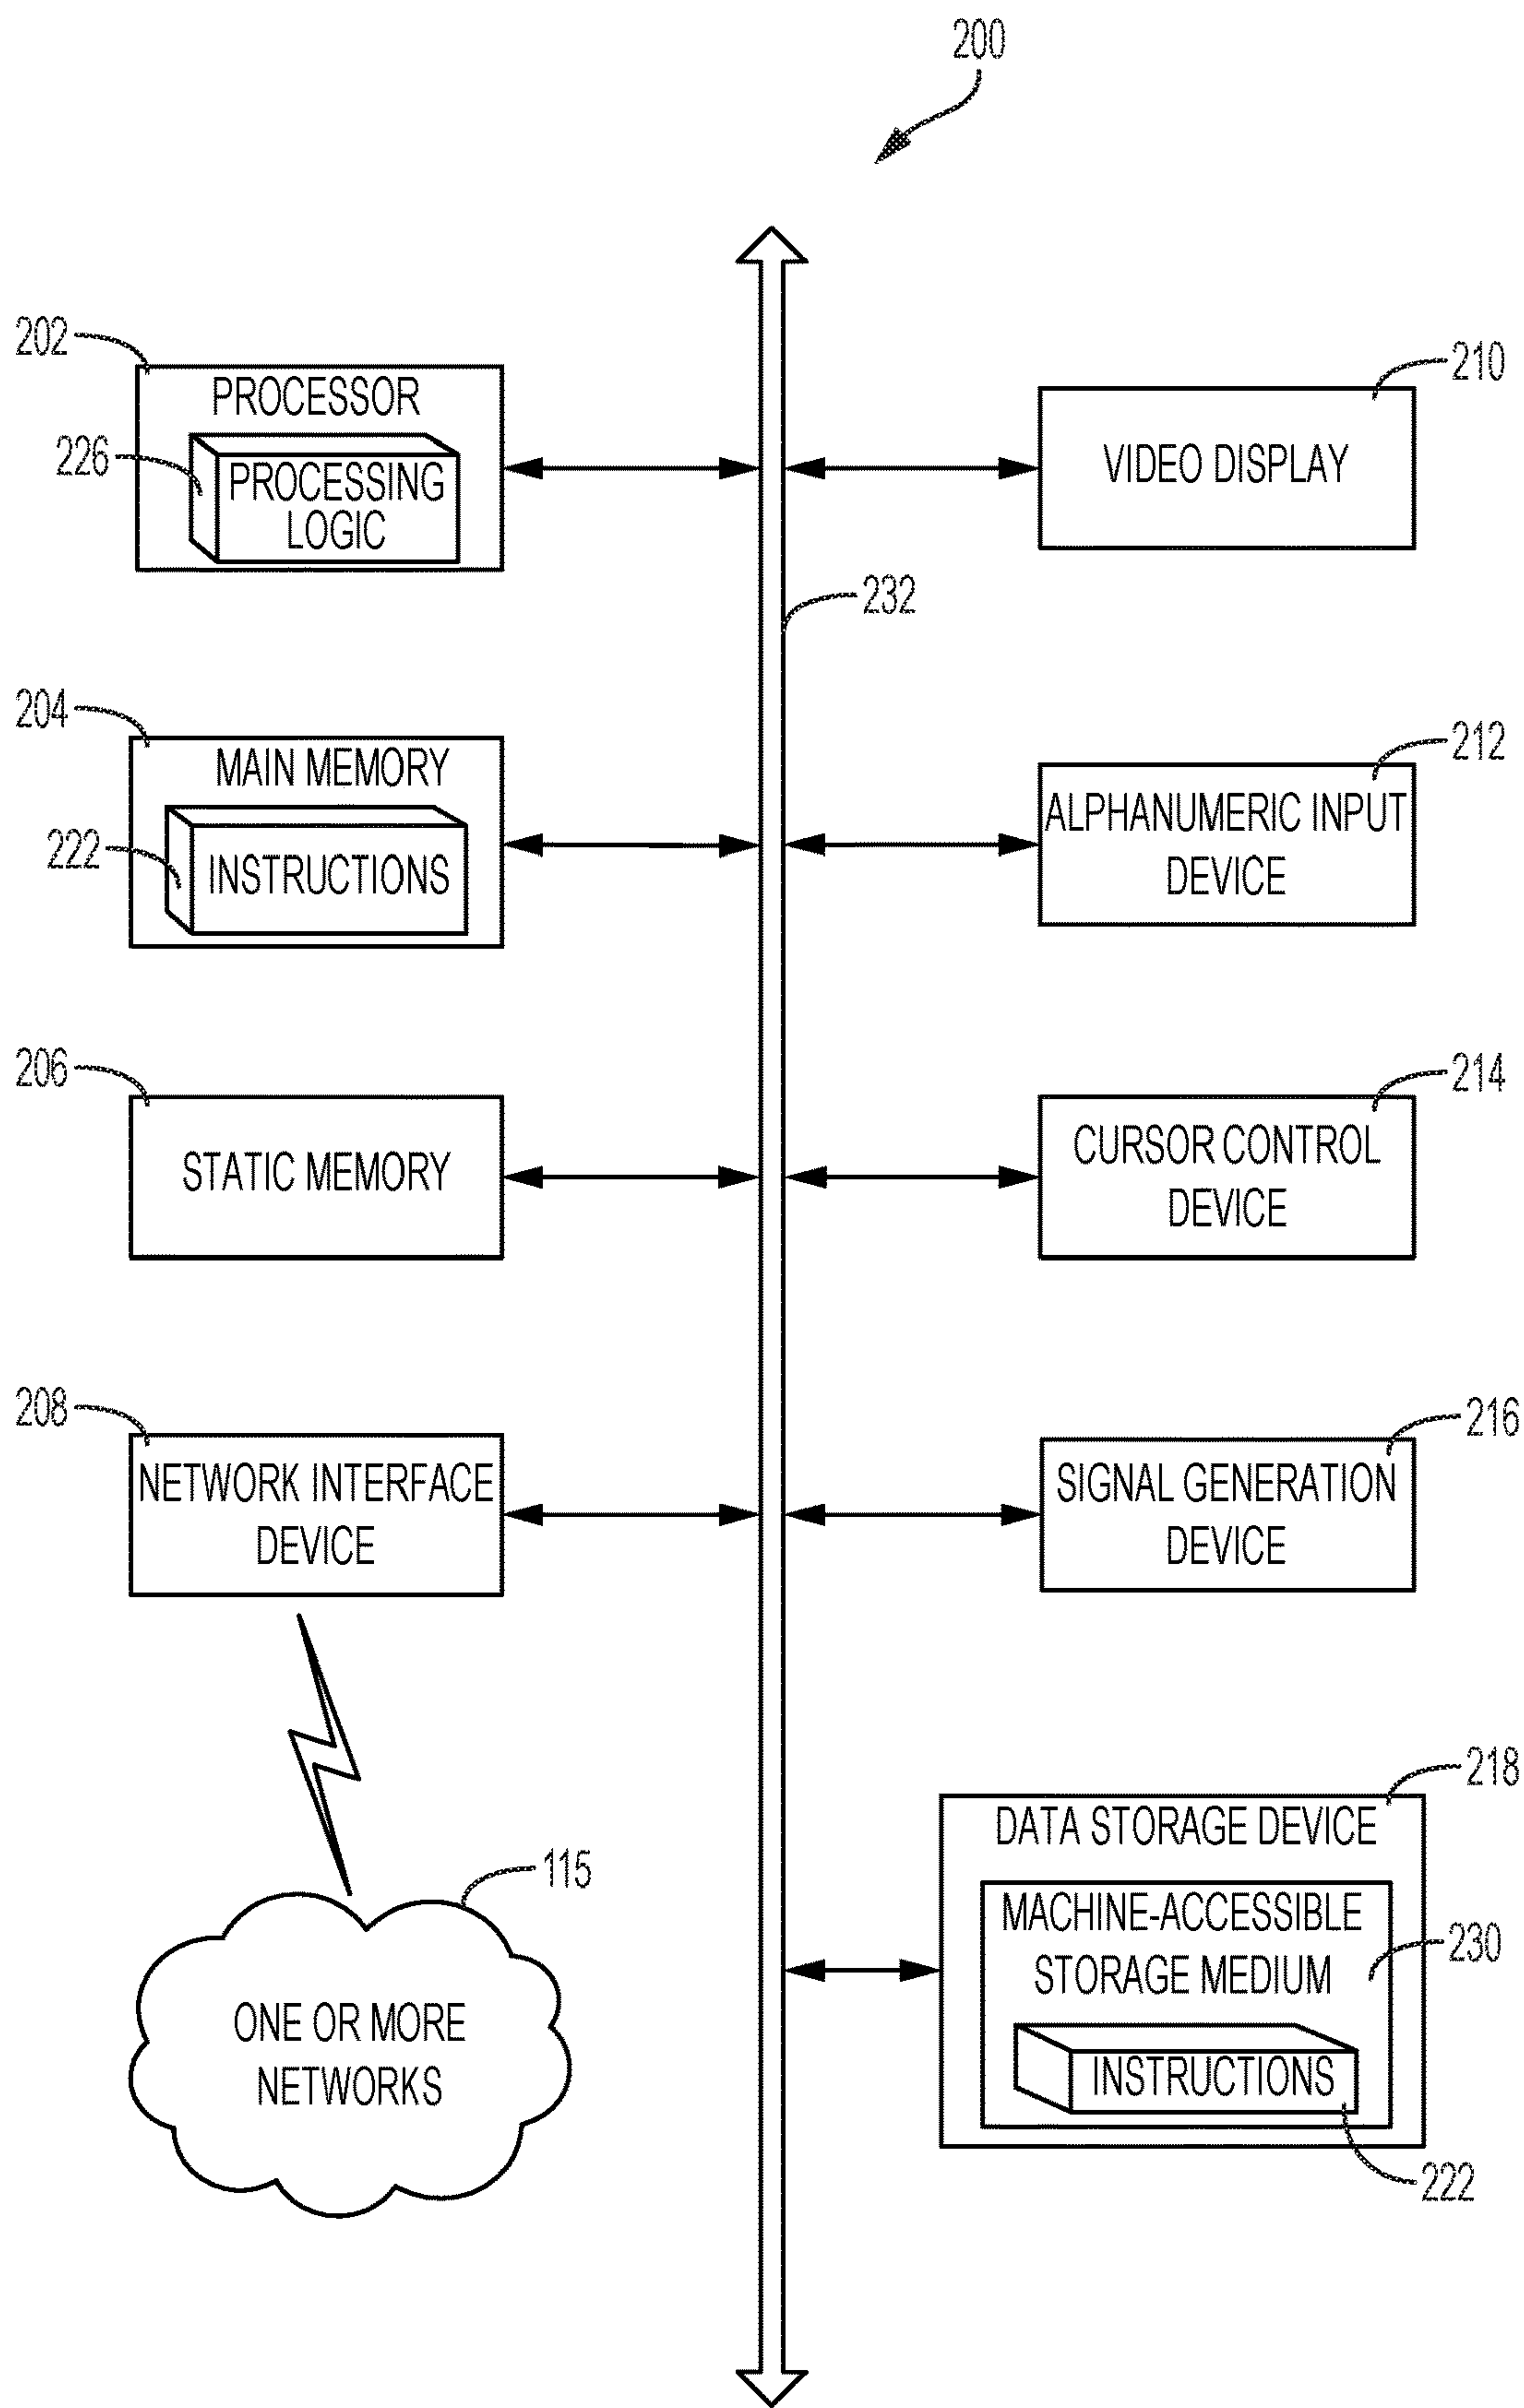 200
202
PROCESSOR
226
PROCESSING
LOGIC
210
VIDEO DISPLAY
232
204
MAIN MEMORY
222
INSTRUCTIONS
212
ALPHANUMERIC INPUT
DEVICE
206
STATIC MEMORY
214
CURSOR CONTROL
DEVICE
208
NETWORK INTERFACE
DEVICE
216
SIGNAL GENERATION
DEVICE
115
ONE OR MORE
NETWORKS
218
DATA STORAGE DEVICE
MACHINE-ACCESSIBLE
STORAGE MEDIUM
230
INSTRUCTIONS
222